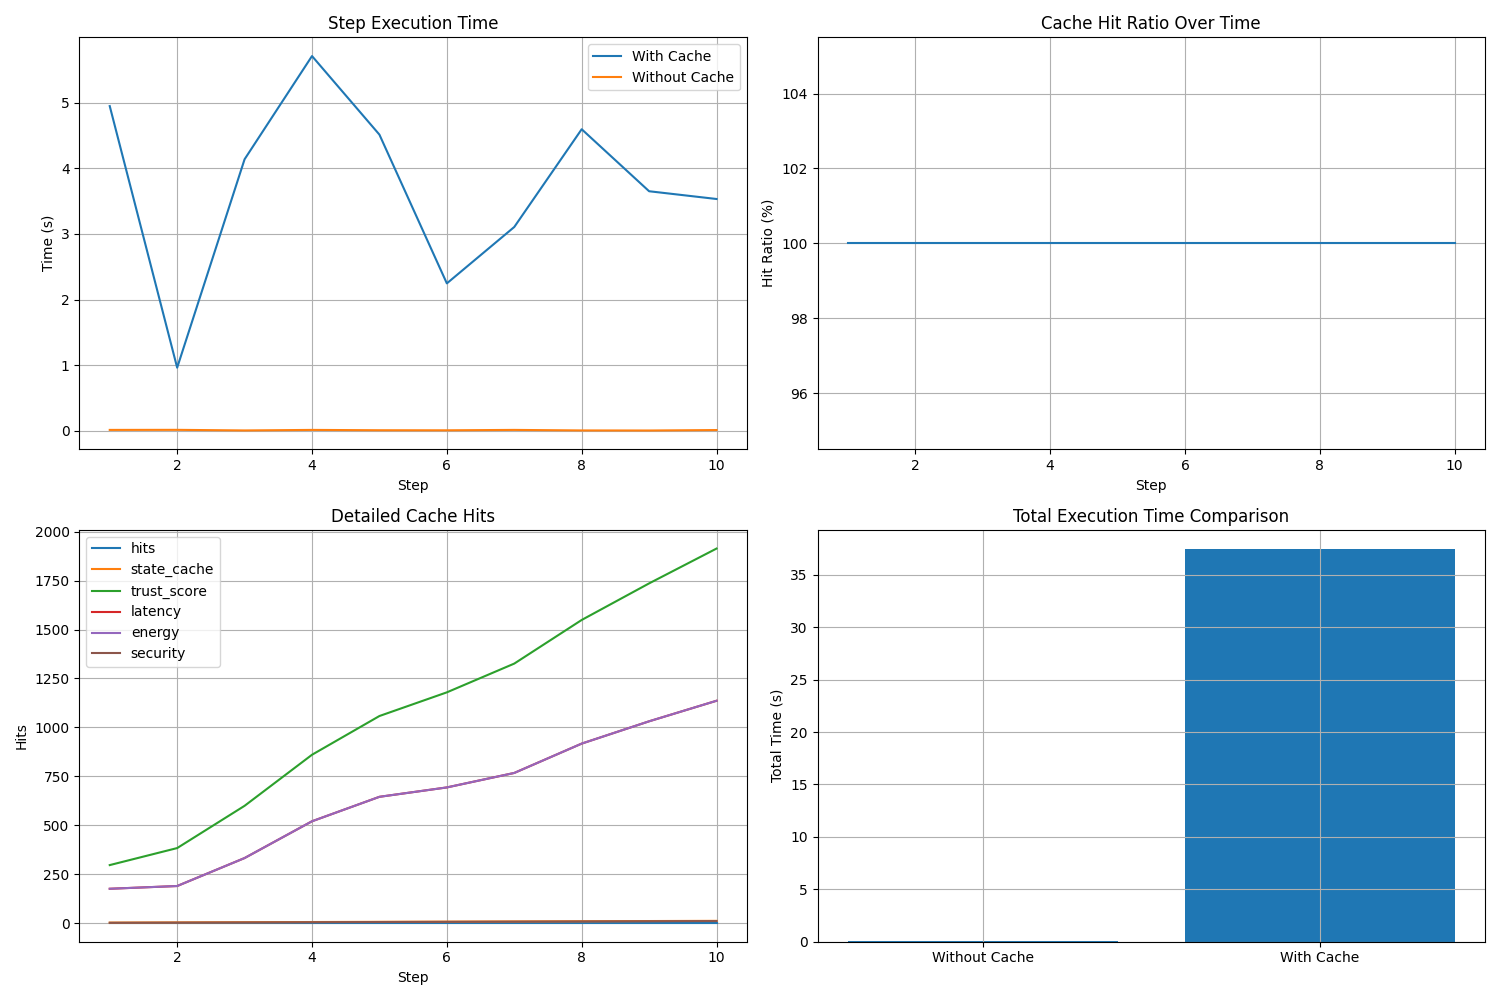 Step Execution Time
With Cache
Without Cache
5
4
3
2
1
0
Time (s)
2 4 6 8 10
Step
Cache Hit Ratio Over Time
104
102
100
98
96
Hit Ratio (%)
2 4 6 8 10
Step
Detailed Cache Hits
hits
state_cache
trust_score
latency
energy
security
2000
1750
1500
1250
1000
750
500
250
0
Hits
2 4 6 8 10
Step
Total Execution Time Comparison
35
30
25
20
15
10
5
0
Total Time (s)
Without Cache With Cache